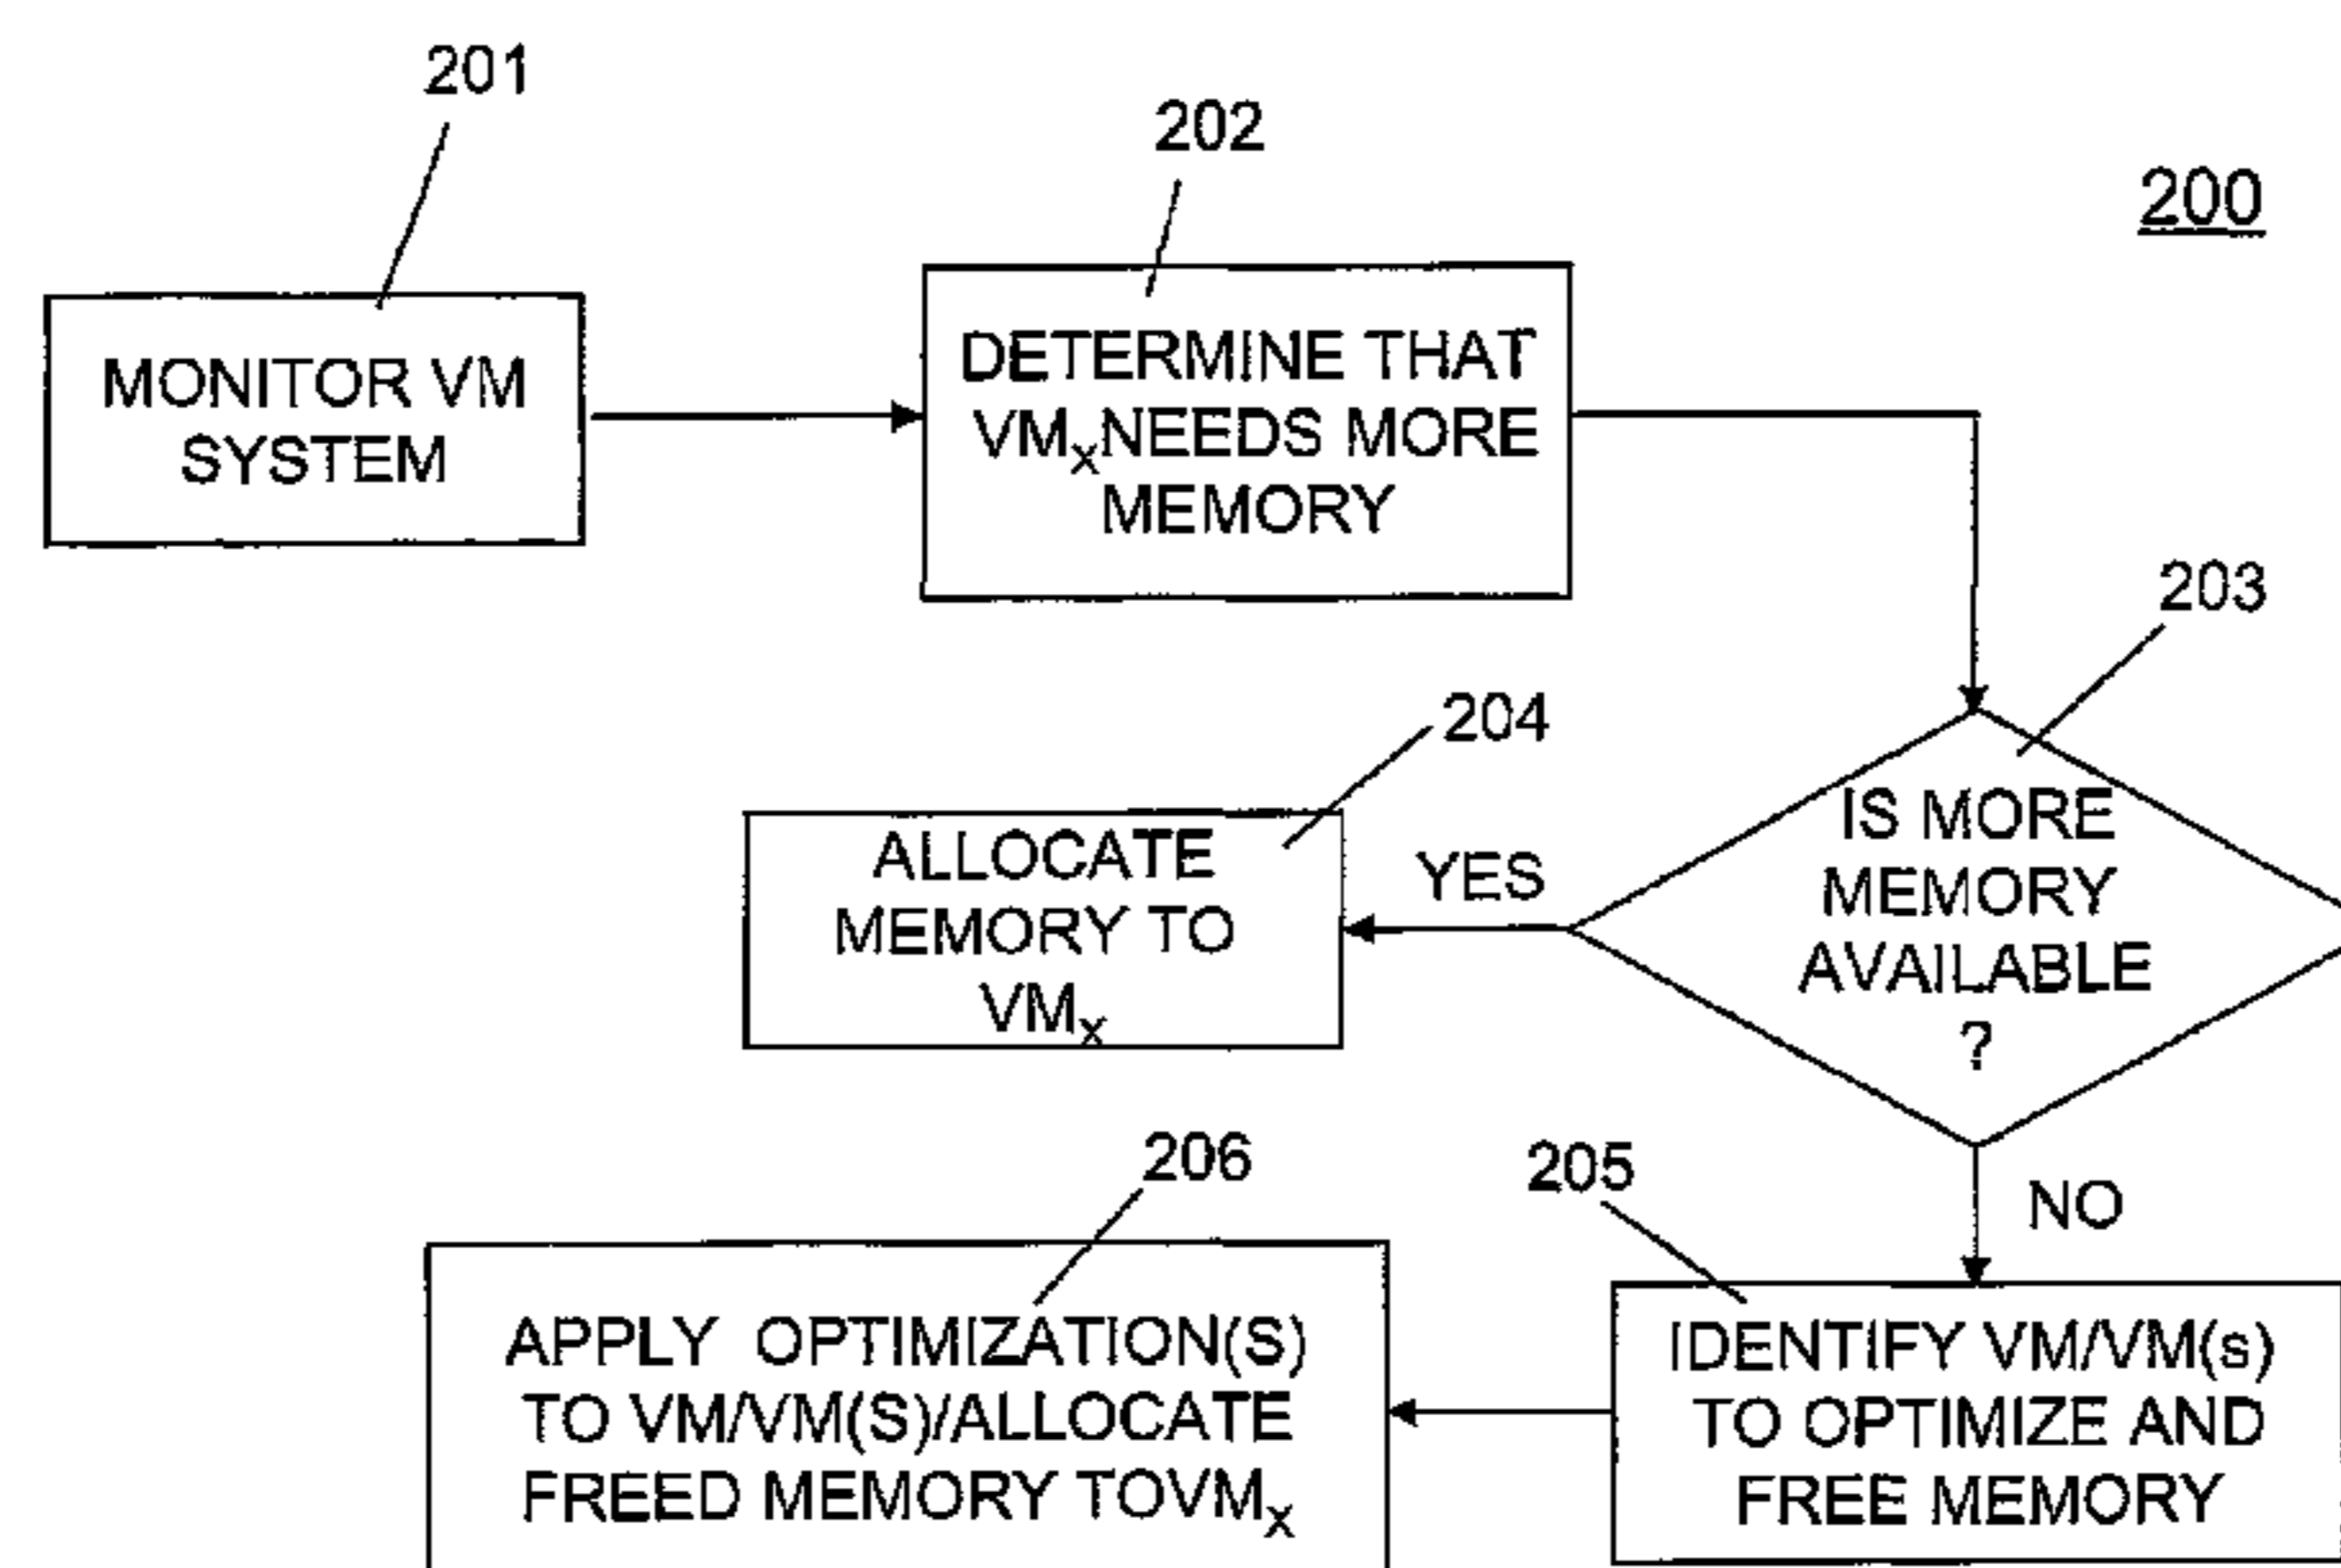 201
202
200
MONITOR VM
SYSTEM
DETERMINE THAT
VMxNEEDS MORE
MEMORY
203
204
ALLOCATE
MEMORY TO
VMx
YES
IS MORE
MEMORY
AVAILABLE
?
206
205
NO
APPLY OPTIMIZATION(S)
TO VM/VM(S)/ALLOCATE
FREED MEMORY TOVMx
IDENTIFY VM/VM(s)
TO OPTIMIZE AND
FREE MEMORY